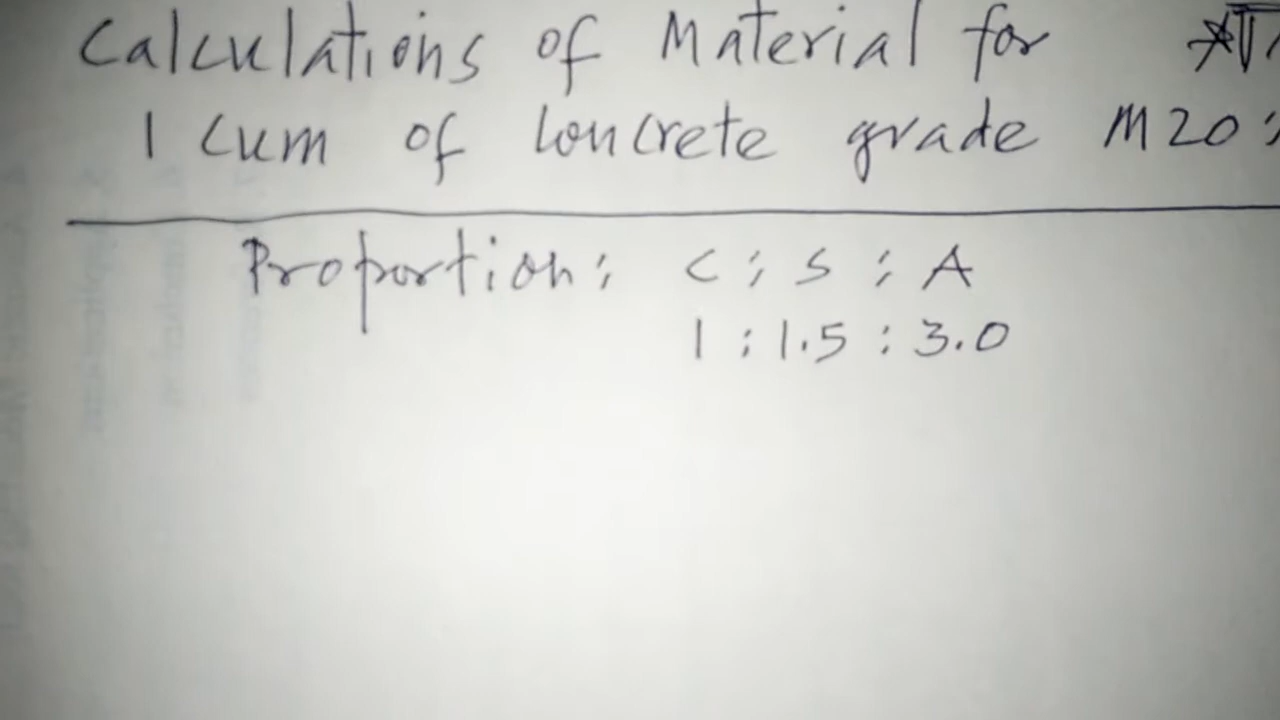 Calculations of Material for
1 Cum of Concrete grade M20:
Proportion: C : S : A
1 : 1.5 : 3.0